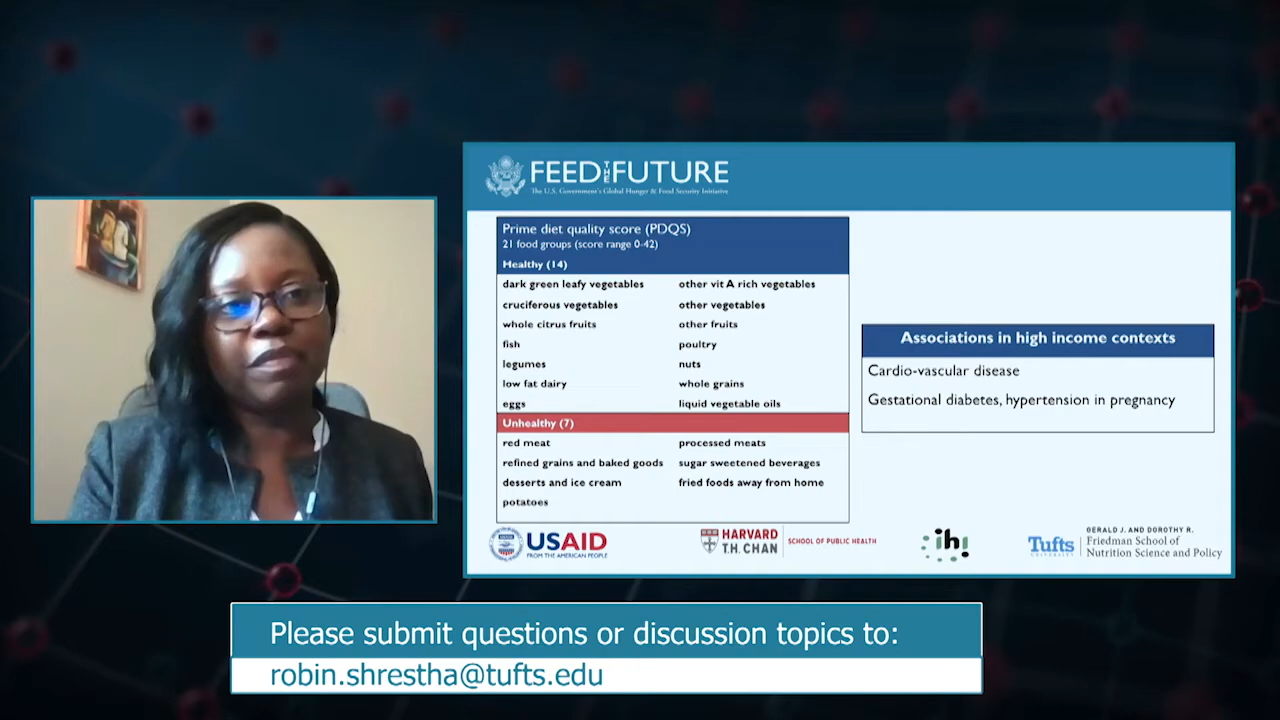 FEED THE FUTURE
The U.S. Government's Global Hunger & Food Security Initiative
Prime diet quality score (PDQS)
21 food groups (score range 0-42)
Healthy (14)
dark green leafy vegetables other vit A rich vegetables
cruciferous vegetables other vegetables
whole citrus fruits other fruits
fish poultry
legumes nuts
low fat dairy whole grains
eggs liquid vegetable oils
Unhealthy (7)
red meat processed meats
refined grains and baked goods sugar sweetened beverages
desserts and ice cream fried foods away from home
potatoes
Associations in high income contexts
Cardio-vascular disease
Gestational diabetes, hypertension in pregnancy
USAID
FROM THE AMERICAN PEOPLE
HARVARD
T.H. CHAN
SCHOOL OF PUBLIC HEALTH
ihi
Tufts
UNIVERSITY
GERALD J. AND DOROTHY R.
Friedman School of
Nutrition Science and Policy
Please submit questions or discussion topics to:
robin.shrestha@tufts.edu